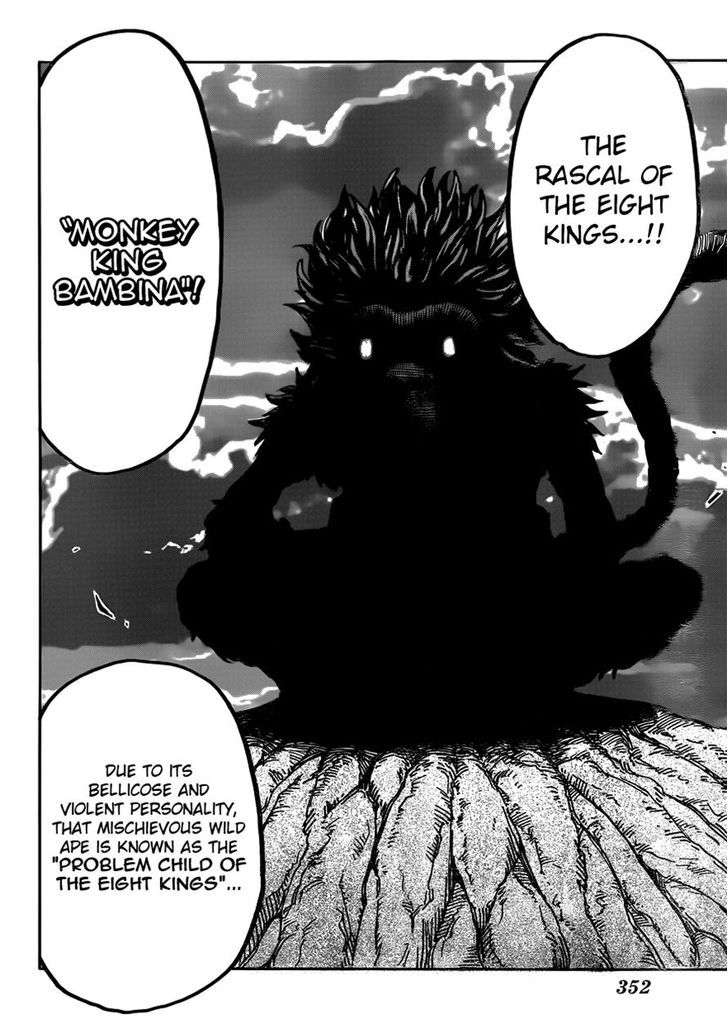 THE
RASCAL OF
THE EIGHT
KINGS...!!
"MONKEY
KING
BAMBINA"!
DUE TO ITS
BELLICOSE AND
VIOLENT PERSONALITY,
THAT MISCHIEVOUS WILD
APE IS KNOWN AS THE
"PROBLEM CHILD OF
THE EIGHT KINGS"...
352